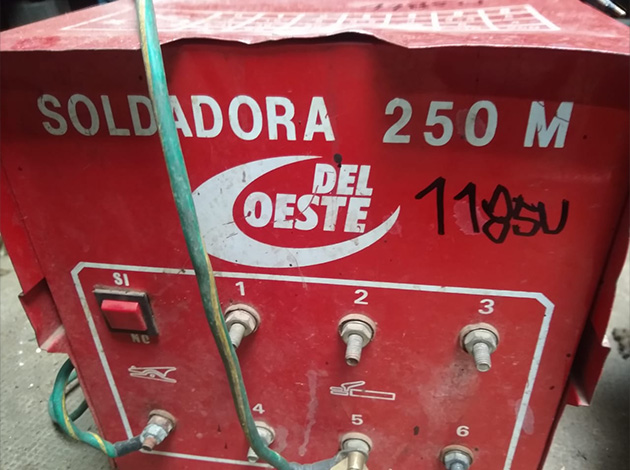 SOLDADORA 250 M
DEL
OESTE
1185U
SI
1 2 3
NO
4 5 6